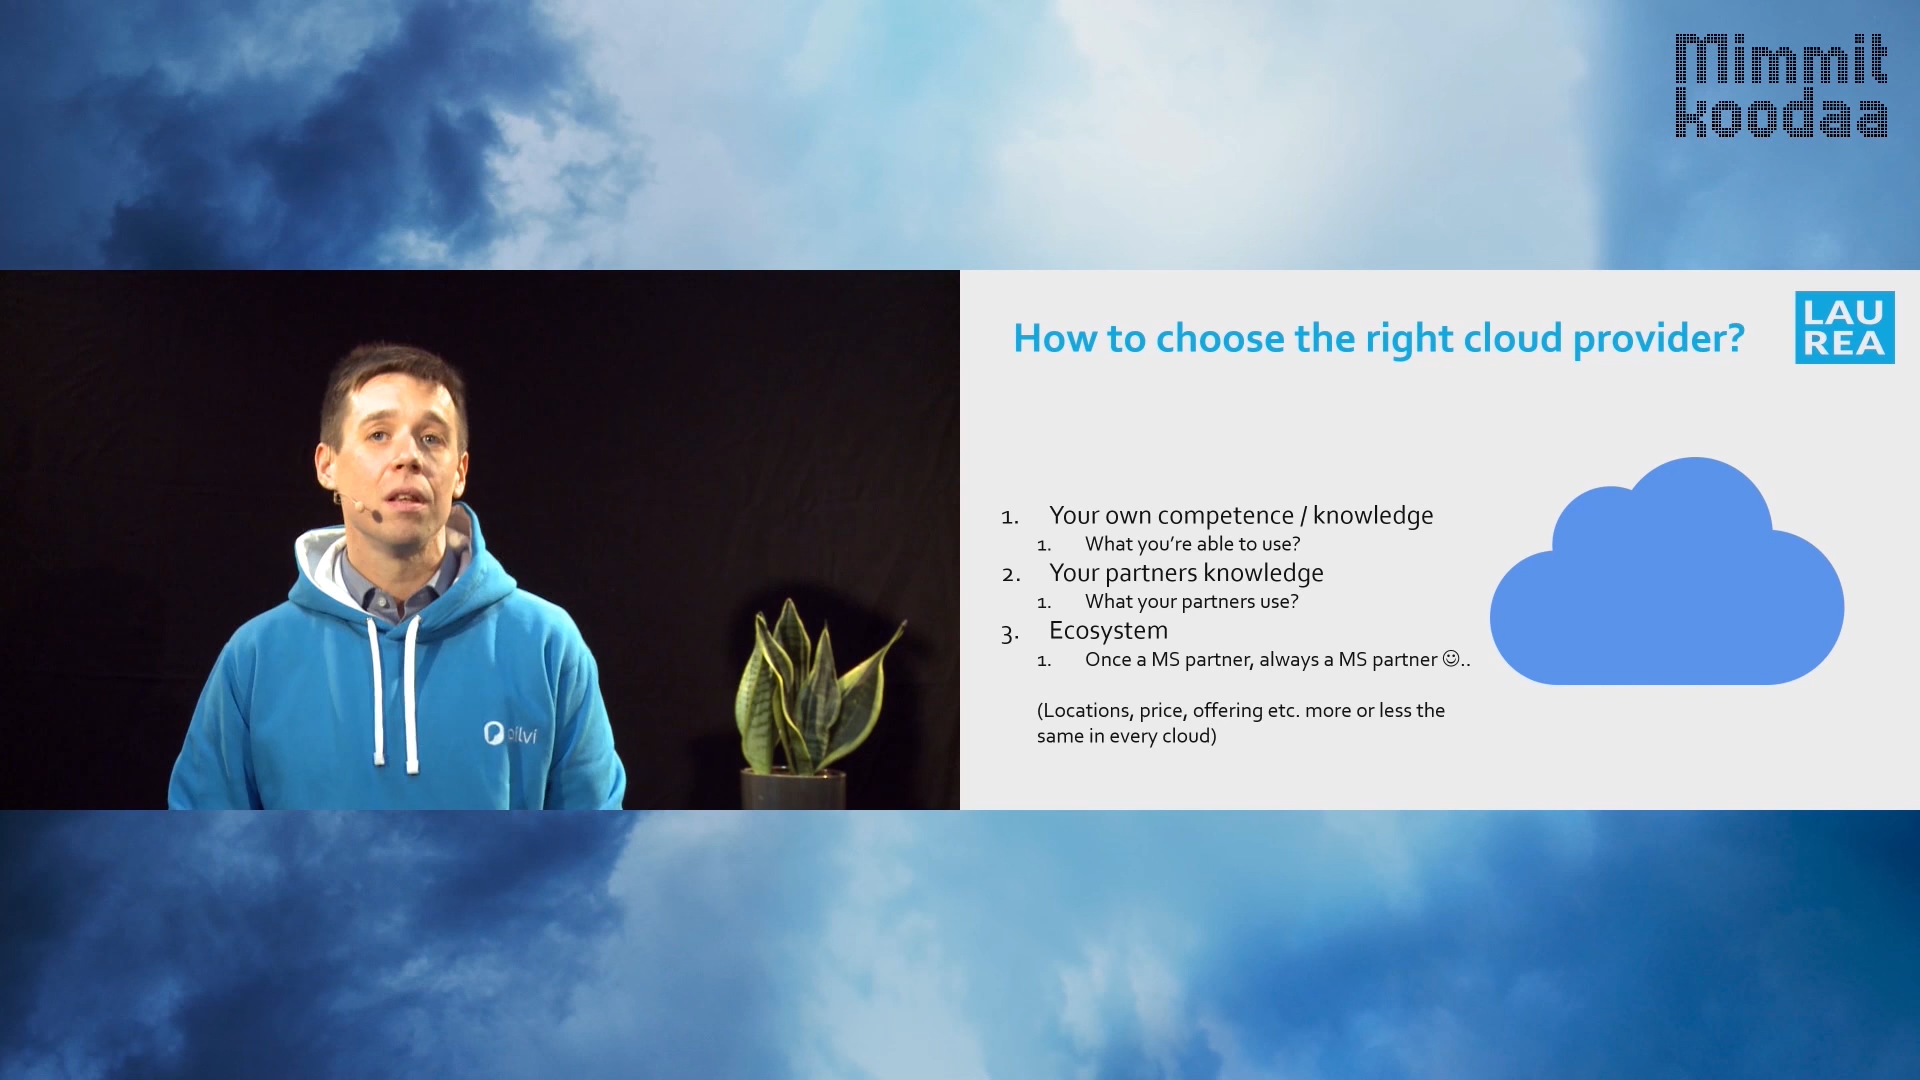 Mimmit
koodaa
How to choose the right cloud provider?
LAU
REA
1. Your own competence / knowledge
1. What you’re able to use?
2. Your partners knowledge
1. What your partners use?
3. Ecosystem
1. Once a MS partner, always a MS partner ☺..
(Locations, price, offering etc. more or less the
same in every cloud)
pilvi